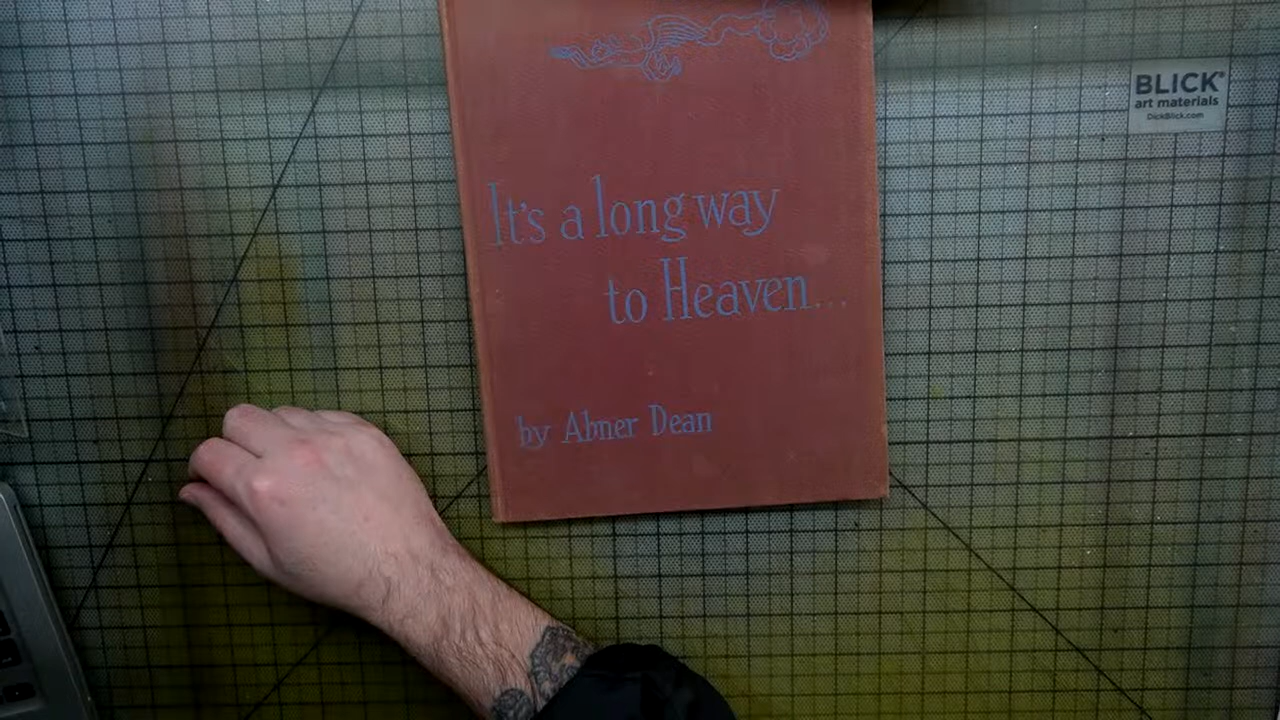 BLICK®
art materials
DickBlick.com
It's a long way
to Heaven...
by Abner Dean